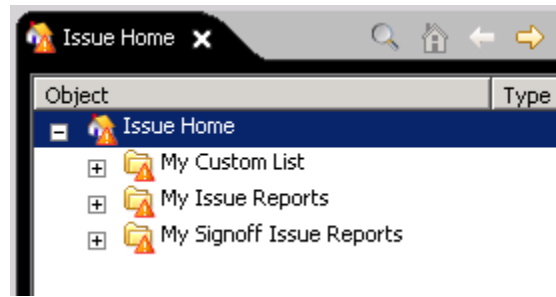 Issue Home
Object Type
Issue Home
My Custom List
My Issue Reports
My Signoff Issue Reports